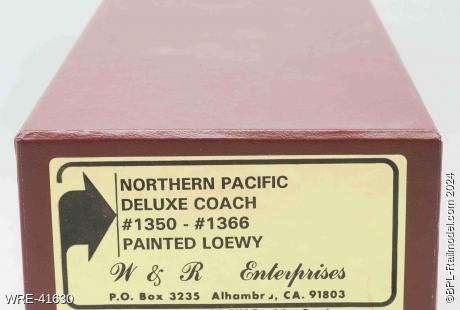 NORTHERN PACIFIC
DELUXE COACH
#1350 - #1366
PAINTED LOEWY
W & R Enterprises
P.O. Box 3235 Alhambra, CA. 91803
WRE-41630
©BPL-Railmodel.com 2024